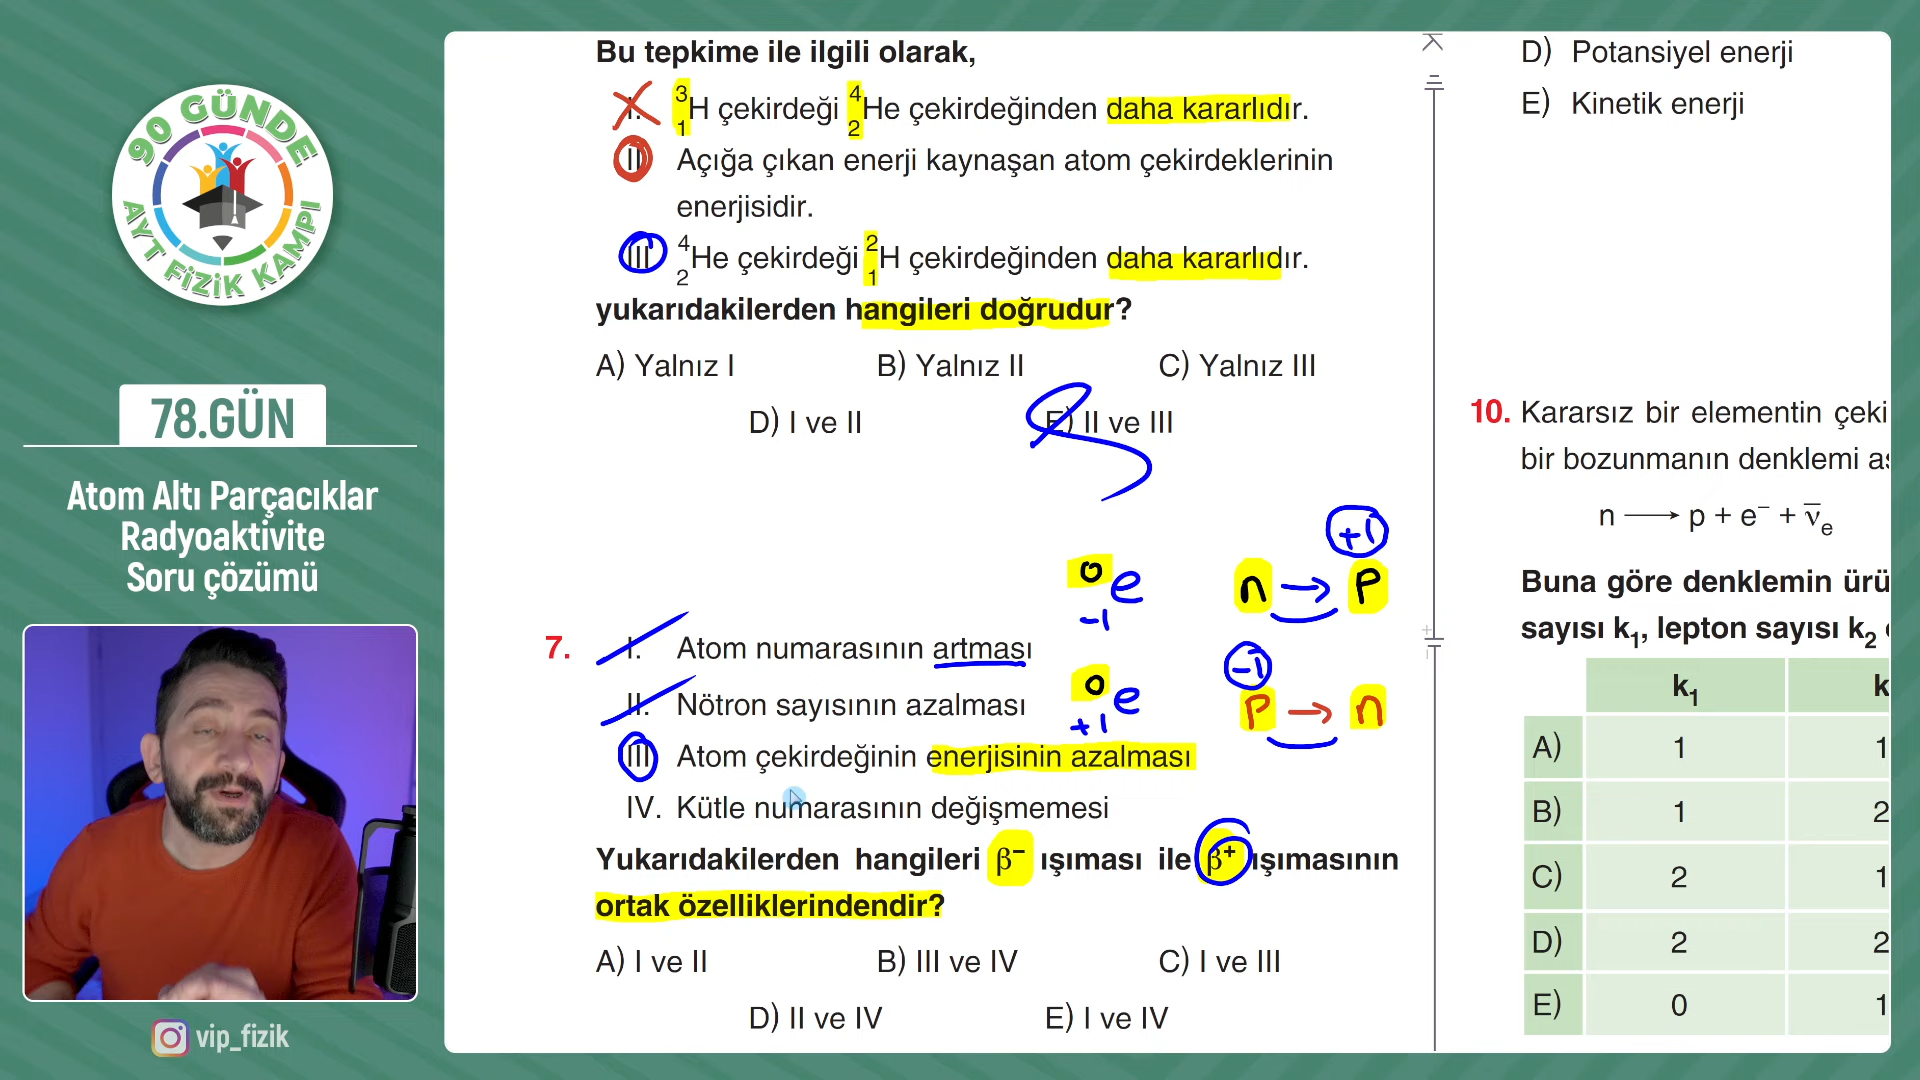 90 GÜNDE
AYT FİZİK KAMPI
78.GÜN
Atom Altı Parçacıklar
Radyoaktivite
Soru çözümü
vip_fizik
Bu tepkime ile ilgili olarak,
I. ³₁H çekirdeği ⁴₂He çekirdeğinden daha kararlıdır.
II. Açığa çıkan enerji kaynaşan atom çekirdeklerinin
enerjisidir.
III. ⁴₂He çekirdeği ²₁H çekirdeğinden daha kararlıdır.
yukarıdakilerden hangileri doğrudur?
A) Yalnız I B) Yalnız II C) Yalnız III
D) I ve II E) II ve III
+1
⁰₋₁e n → p
7. I. Atom numarasının artması
-1
II. Nötron sayısının azalması ⁰₊₁e p → n
III. Atom çekirdeğinin enerjisinin azalması
IV. Kütle numarasının değişmemesi
Yukarıdakilerden hangileri β⁻ ışıması ile β⁺ ışımasının
ortak özelliklerindendir?
A) I ve II B) III ve IV C) I ve III
D) II ve IV E) I ve IV
D) Potansiyel enerji
E) Kinetik enerji
10. Kararsız bir elementin çeki
bir bozunmanın denklemi
n ⟶ p + e⁻ + ν̅ₑ
Buna göre denklemin ürü
sayısı k₁, lepton sayısı k₂
k₁ k
A) 1 1
B) 1 2
C) 2 1
D) 2 2
E) 0 1